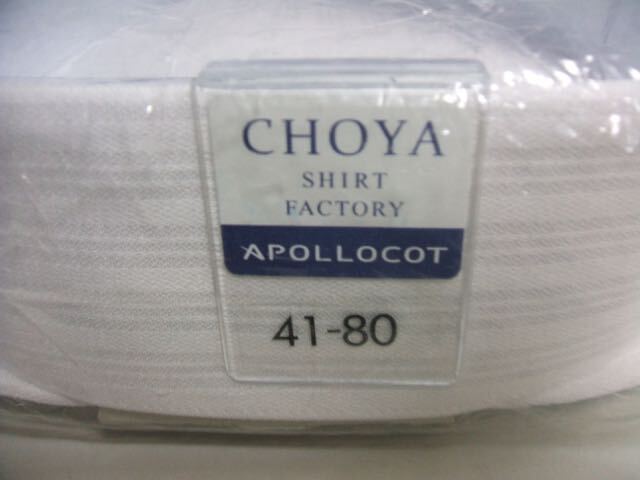 CHOYA
SHIRT
FACTORY
APOLLOCOT
41-80